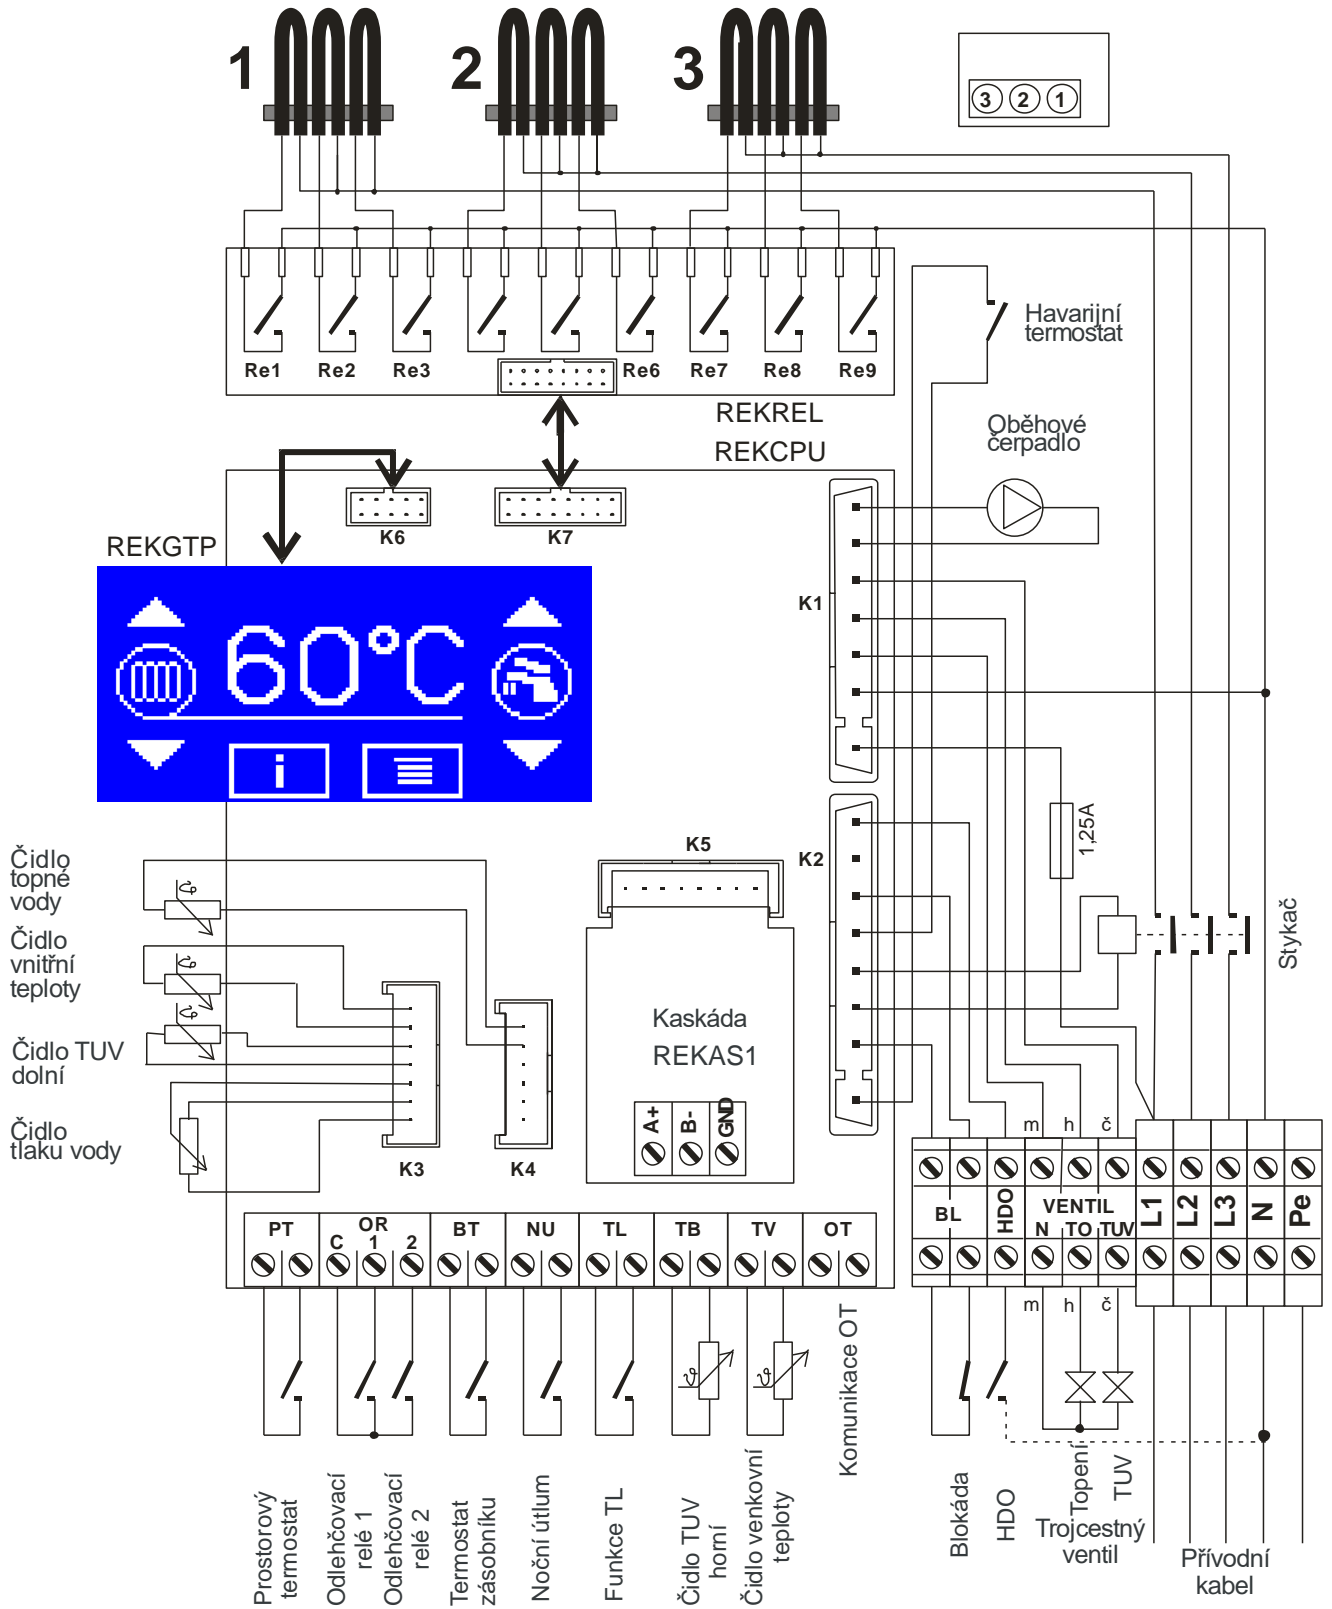 1 2 3
3 2 1
Havarijní
termostat
Re1 Re2 Re3 Re6 Re7 Re8 Re9
REKREL
REKCPU
Oběhové
čerpadlo
K6 K7
REKGTP
K1
60°C
i
1,25A
K5
K2
Čidlo
topné
vody
Stykač
Čidlo
vnitřní
teploty
Kaskáda
REKAS1
Čidlo TUV
dolní
A+ B- GND
Čidlo
tlaku vody
K3 K4
m h č
PT OR BT NU TL TB TV OT
C 1 2
BL HDO VENTIL
N TO TUV
L1 L2 L3 N Pe
m h č
Prostorový
termostat
Odlehčovací
relé 1
Odlehčovací
relé 2
Termostat
zásobníku
Noční útlum
Funkce TL
Čidlo TUV
horní
Čidlo venkovní
teploty
Komunikace OT
Blokáda
HDO
Topení
TUV
Trojcestný
ventil
Přívodní
kabel